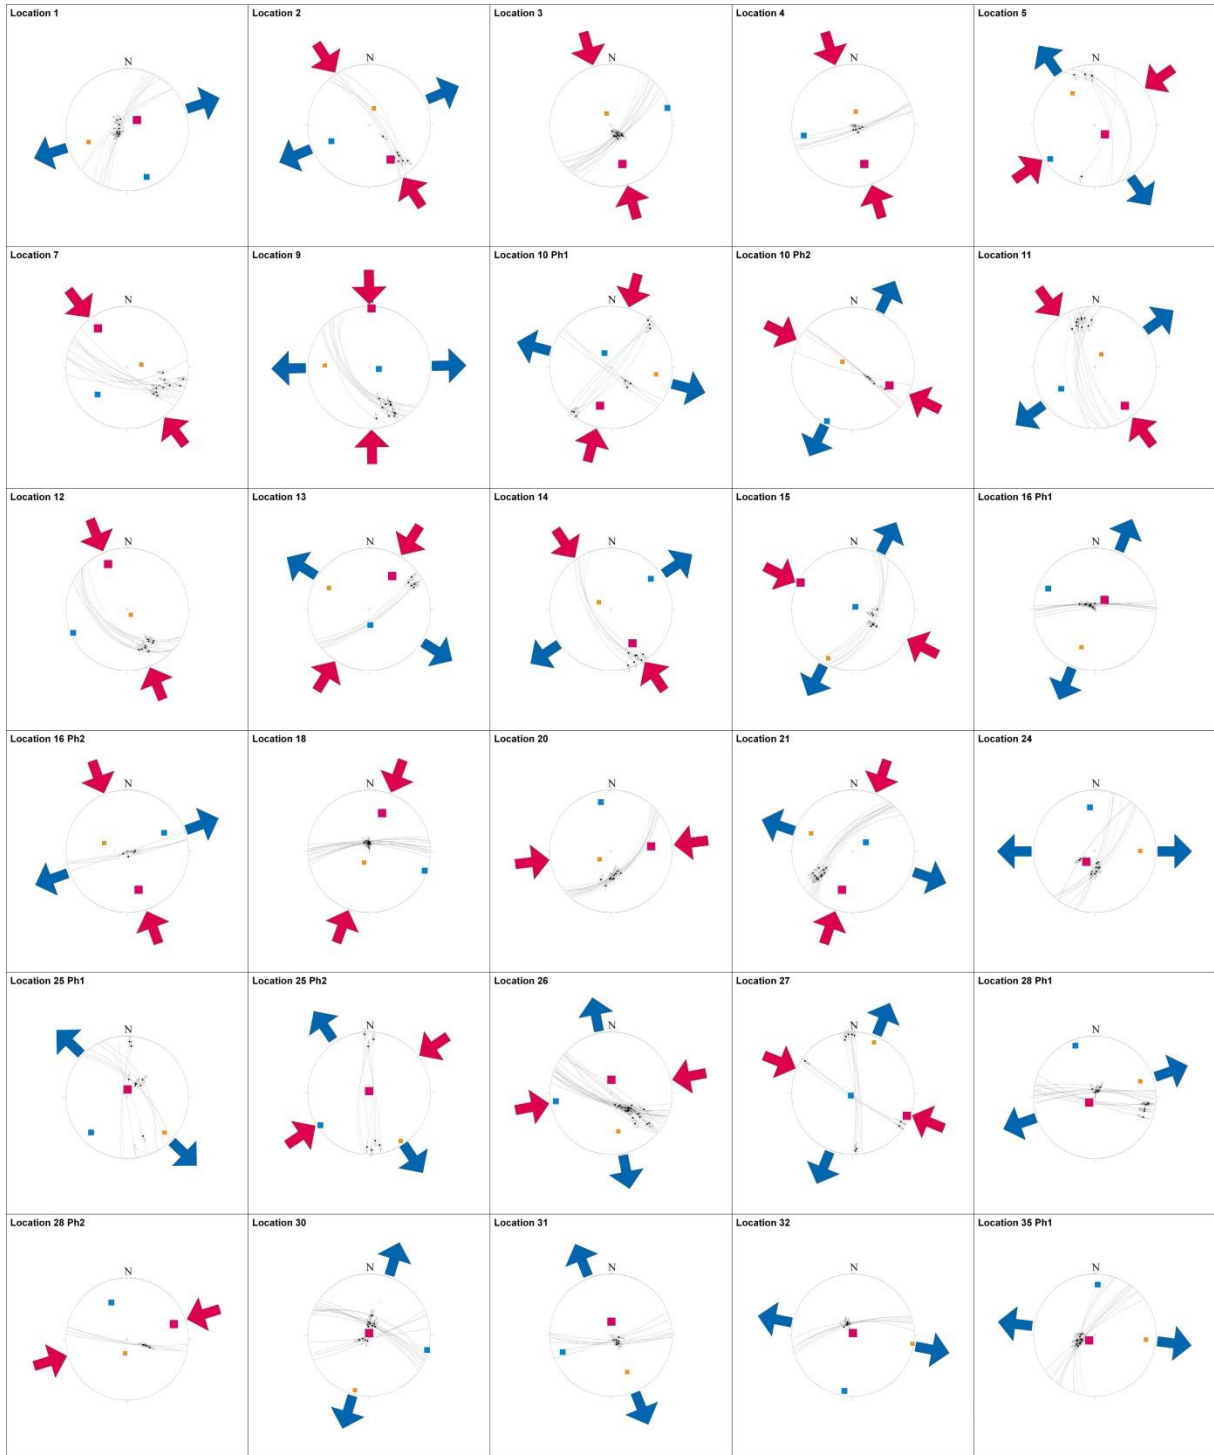 Location 1
N
Location 2
N
Location 3
N
Location 4
N
Location 5
N
Location 7
N
Location 9
N
Location 10 Ph1
N
Location 10 Ph2
N
Location 11
N
Location 12
N
Location 13
N
Location 14
N
Location 15
N
Location 16 Ph1
N
Location 16 Ph2
N
Location 18
N
Location 20
N
Location 21
N
Location 24
N
Location 25 Ph1
N
Location 25 Ph2
N
Location 26
N
Location 27
N
Location 28 Ph1
N
Location 28 Ph2
N
Location 30
N
Location 31
N
Location 32
N
Location 35 Ph1
N